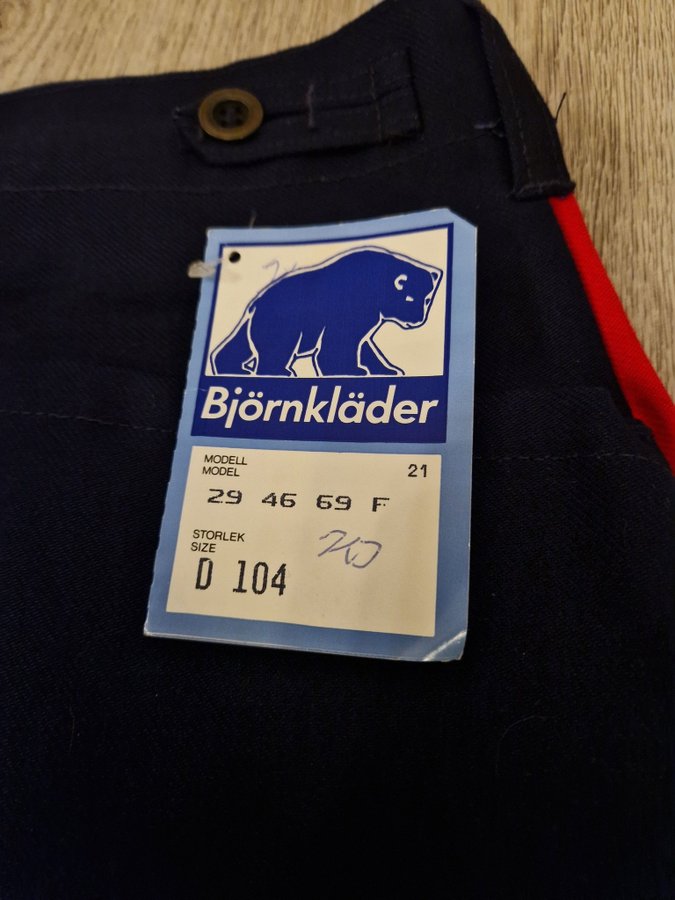 Björnkläder
MODELL
MODEL
21
29 46 69 F
STORLEK
SIZE
D 104